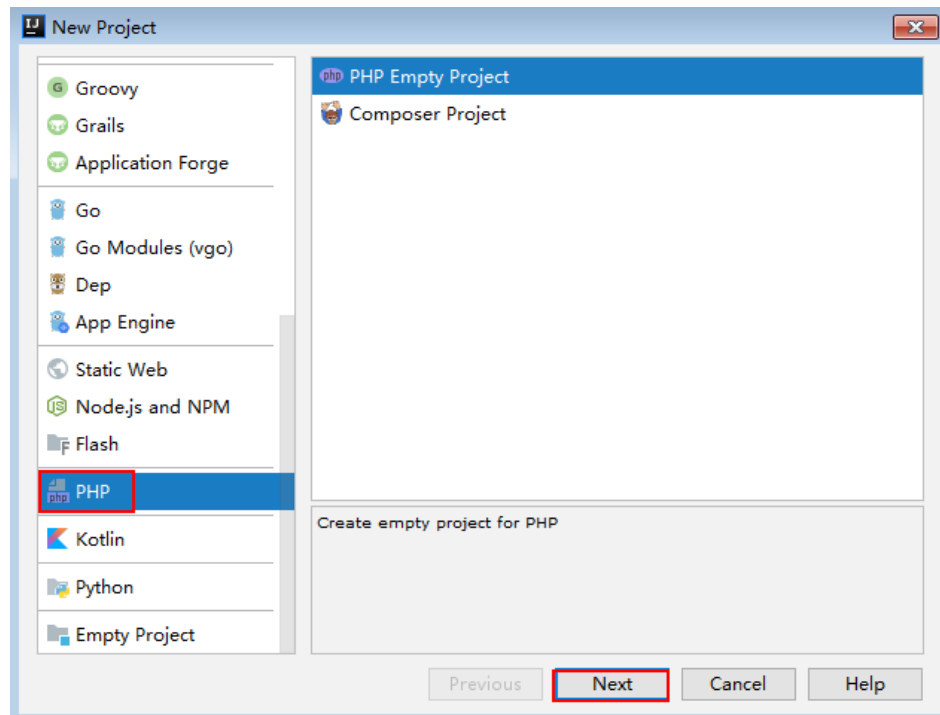 New Project
Groovy
Grails
Application Forge
Go
Go Modules (vgo)
Dep
App Engine
Static Web
Node.js and NPM
Flash
PHP
Kotlin
Python
Empty Project
PHP Empty Project
Composer Project
Create empty project for PHP
Previous
Next
Cancel
Help